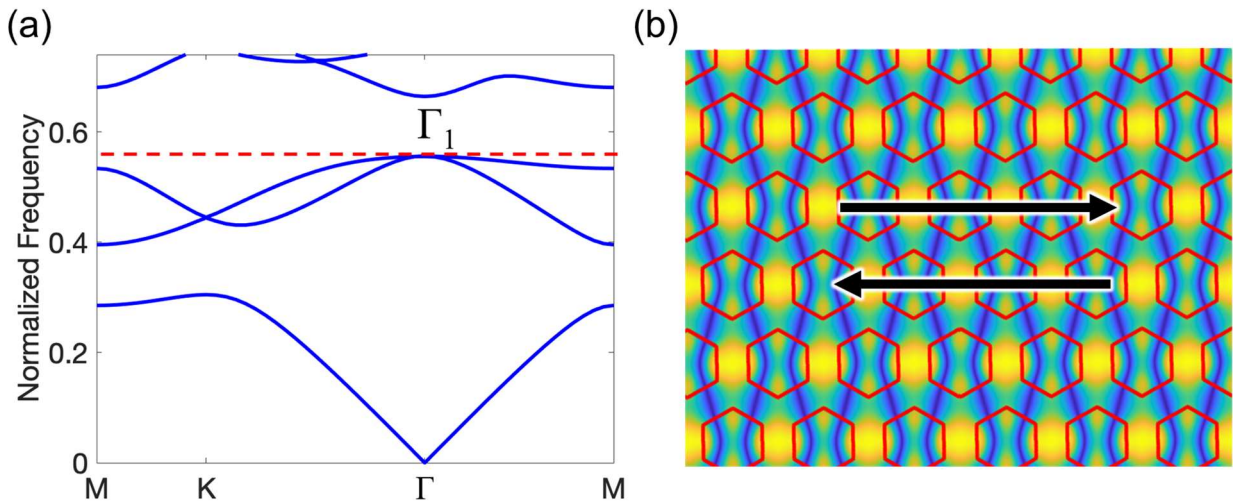 (a)
(b)
Γ₁
Normalized Frequency
0.6
0.4
0.2
0
M K Γ M